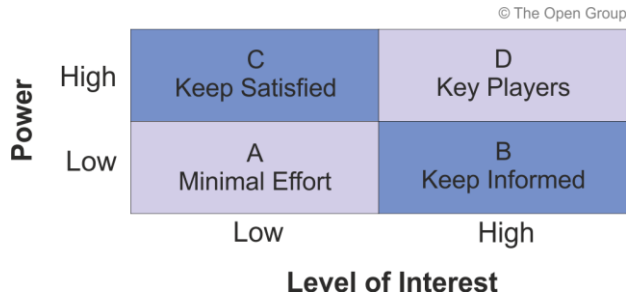 © The Open Group
Power
High
C
Keep Satisfied
D
Key Players
Low
A
Minimal Effort
B
Keep Informed
Low
High
Level of Interest